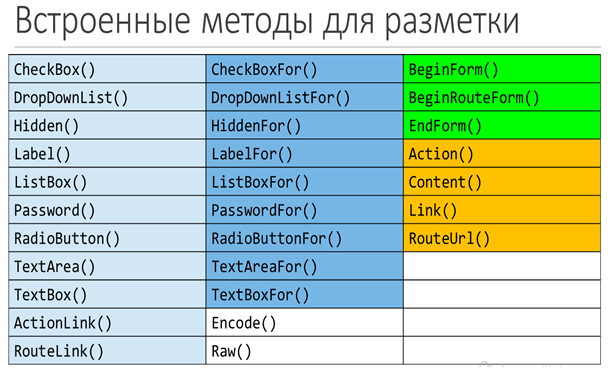 Встроенные методы для разметки
CheckBox() CheckBoxFor() BeginForm()
DropDownList() DropDownListFor() BeginRouteForm()
Hidden() HiddenFor() EndForm()
Label() LabelFor() Action()
ListBox() ListBoxFor() Content()
Password() PasswordFor() Link()
RadioButton() RadioButtonFor() RouteUrl()
TextArea() TextAreaFor()
TextBox() TextBoxFor()
ActionLink() Encode()
RouteLink() Raw()